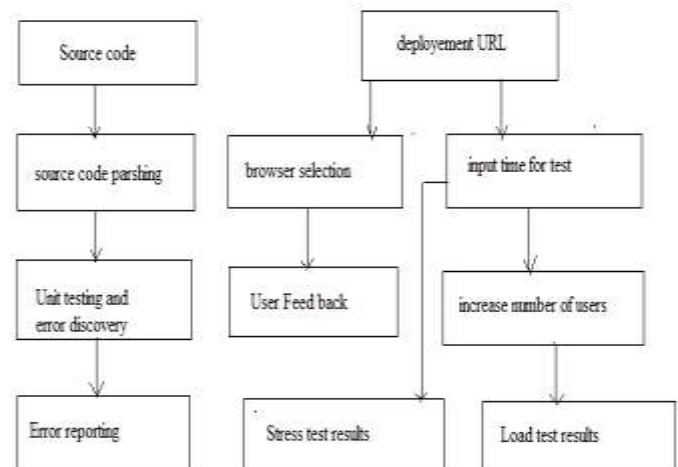 Source code
deployement URL
source code parshing
browser selection
input time for test
Unit testing and
error discovery
User Feed back
increase number of users
Error reporting
Stress test results
Load test results